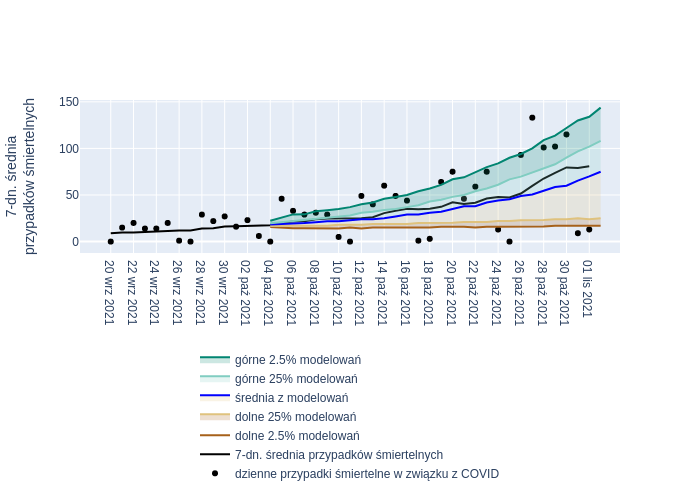 7-dn. średnia
przypadków śmiertelnych
150
100
50
0
20 wrz 2021
22 wrz 2021
24 wrz 2021
26 wrz 2021
28 wrz 2021
30 wrz 2021
02 paź 2021
04 paź 2021
06 paź 2021
08 paź 2021
10 paź 2021
12 paź 2021
14 paź 2021
16 paź 2021
18 paź 2021
20 paź 2021
22 paź 2021
24 paź 2021
26 paź 2021
28 paź 2021
30 paź 2021
01 lis 2021
górne 2.5% modelowań
górne 25% modelowań
średnia z modelowań
dolne 25% modelowań
dolne 2.5% modelowań
7-dn. średnia przypadków śmiertelnych
dzienne przypadki śmiertelne w związku z COVID